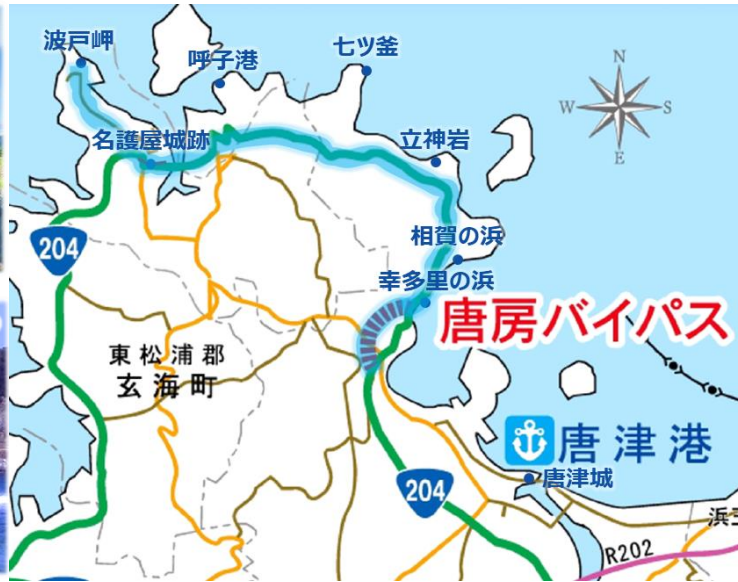 波戸岬
呼子港
七ツ釜
N
W
S
E
名護屋城跡
立神岩
204
相賀の浜
幸多里の浜
唐房バイパス
東松浦郡
玄海町
唐津港
唐津城
204
浜玉
R202